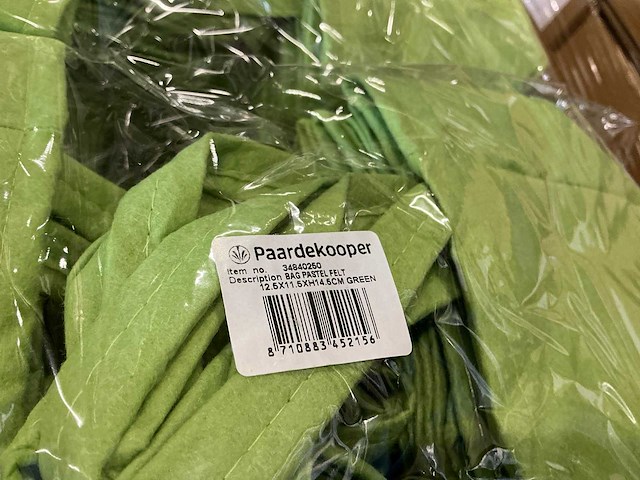 Paardekooper
Item no. 34840250
Description BAG PASTEL FELT
12.5X11.5XH14.5CM GREEN
8 710883 452156